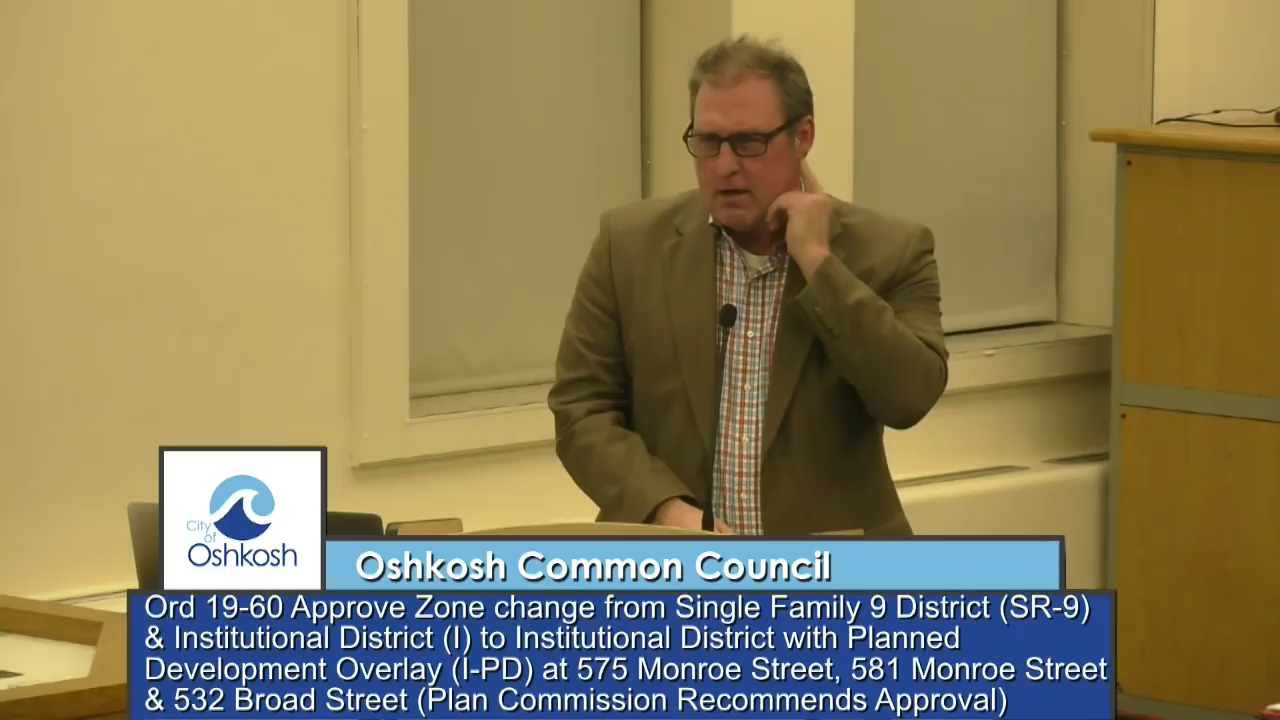 City
of
Oshkosh
Oshkosh Common Council
Ord 19-60 Approve Zone change from Single Family 9 District (SR-9)
& Institutional District (I) to Institutional District with Planned
Development Overlay (I-PD) at 575 Monroe Street, 581 Monroe Street
& 532 Broad Street (Plan Commission Recommends Approval)